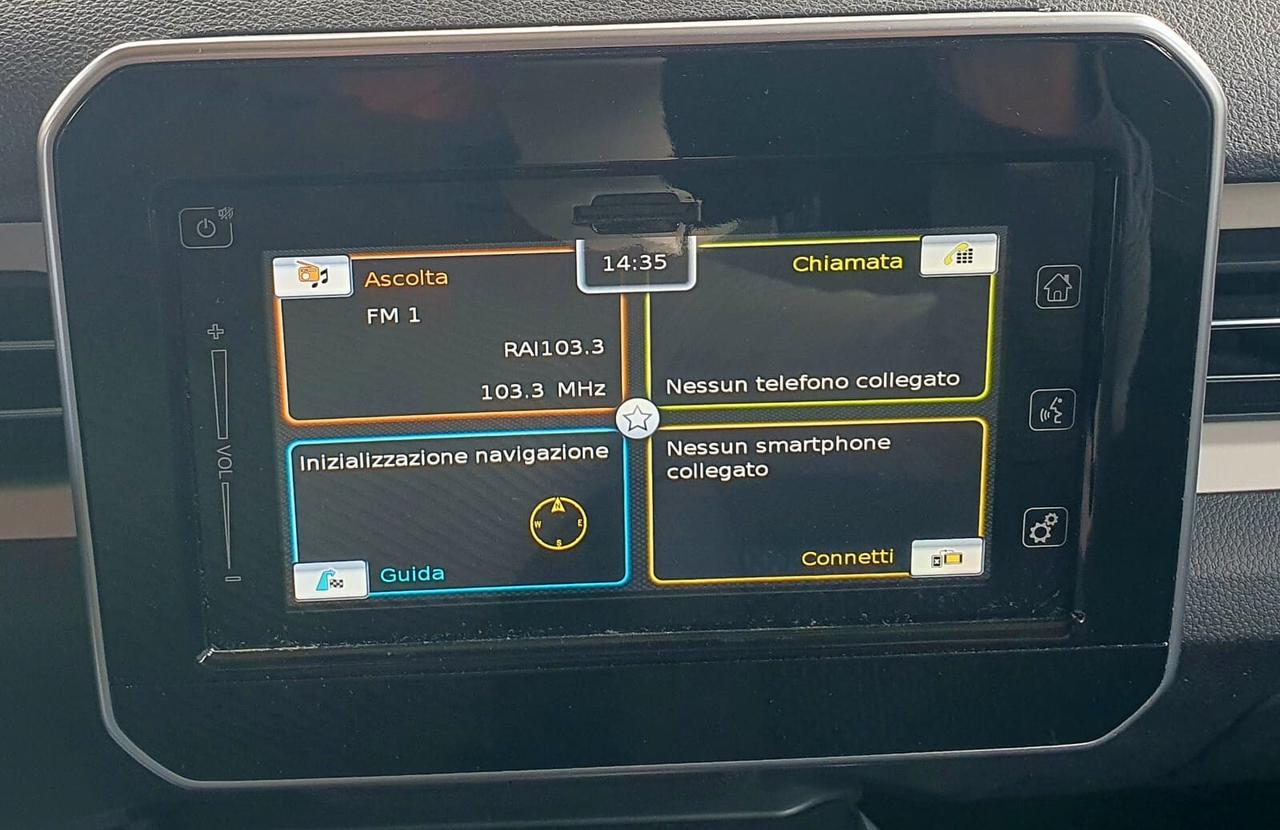 Ascolta
14:35
Chiamata
FM 1
RAI103.3
103.3 MHz
Nessun telefono collegato
Inizializzazione navigazione
N
W
E
S
Guida
Nessun smartphone
collegato
Connetti
VOL